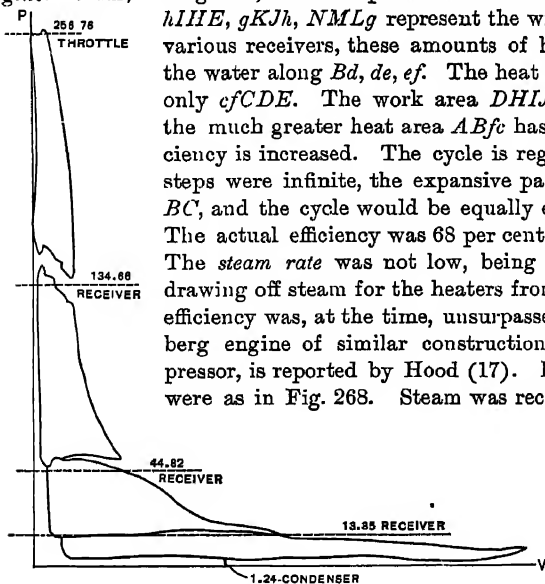 hIHE, gKJh, NMLg represent the w
various receivers, these amounts of h
the water along Bd, de, ef. The heat
only cfCDE. The work area DHIJ
the much greater heat area ABfc has
ciency is increased. The cycle is reg
steps were infinite, the expansive pa
BC, and the cycle would be equally e
The actual efficiency was 68 per cent
The steam rate was not low, being
drawing off steam for the heaters from
efficiency was, at the time, unsurpasse
berg engine of similar construction
pressor, is reported by Hood (17).
were as in Fig. 268. Steam was rec
P
256.76
THROTTLE
134.66
RECEIVER
44.82
RECEIVER
13.35 RECEIVER
V
1.24-CONDENSER